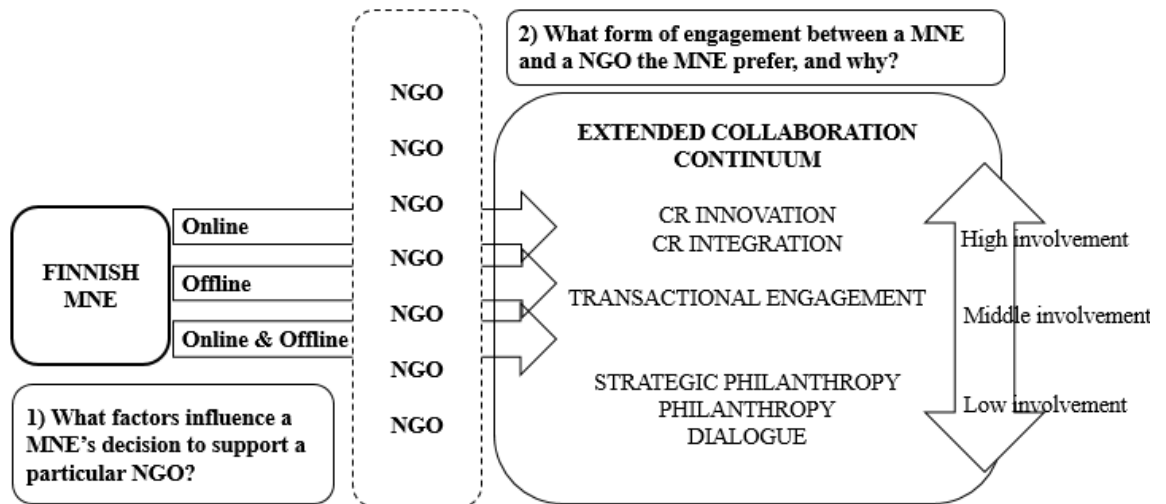 2) What form of engagement between a MNE
and a NGO the MNE prefer, and why?
NGO
NGO
NGO
NGO
NGO
NGO
NGO
EXTENDED COLLABORATION
CONTINUUM
CR INNOVATION
CR INTEGRATION
TRANSACTIONAL ENGAGEMENT
STRATEGIC PHILANTHROPY
PHILANTHROPY
DIALOGUE
High involvement
Middle involvement
Low involvement
FINNISH
MNE
Online
Offline
Online & Offline
1) What factors influence a
MNE’s decision to support a
particular NGO?